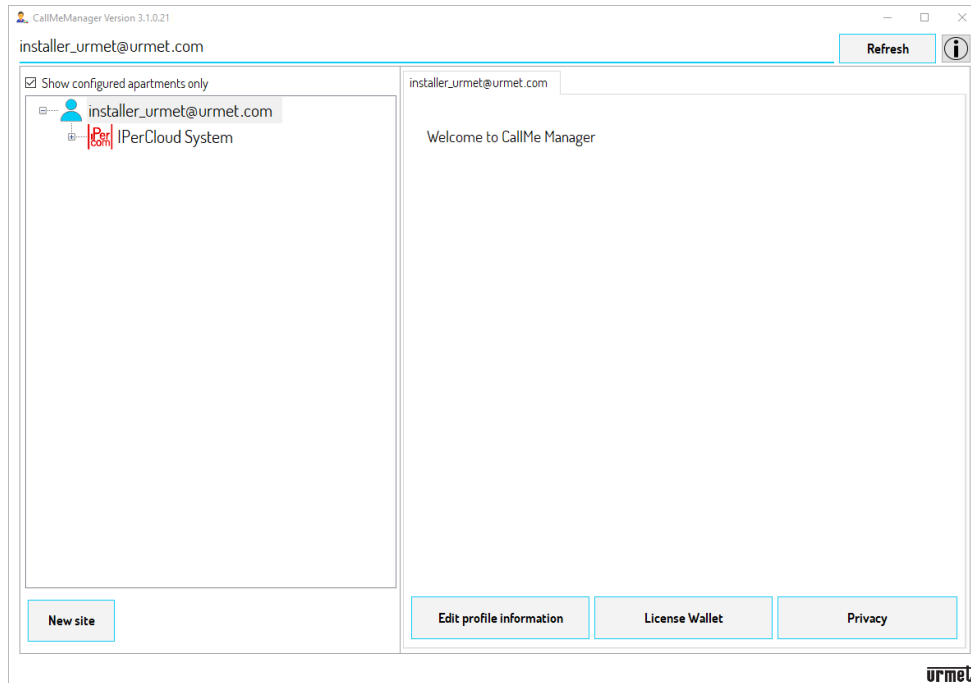 CallMeManager Version 3.1.0.21
installer_urmet@urmet.com
Refresh
Show configured apartments only
installer_urmet@urmet.com
IPerCloud System
iPer
com
installer_urmet@urmet.com
Welcome to CallMe Manager
New site
Edit profile information
License Wallet
Privacy
urmet